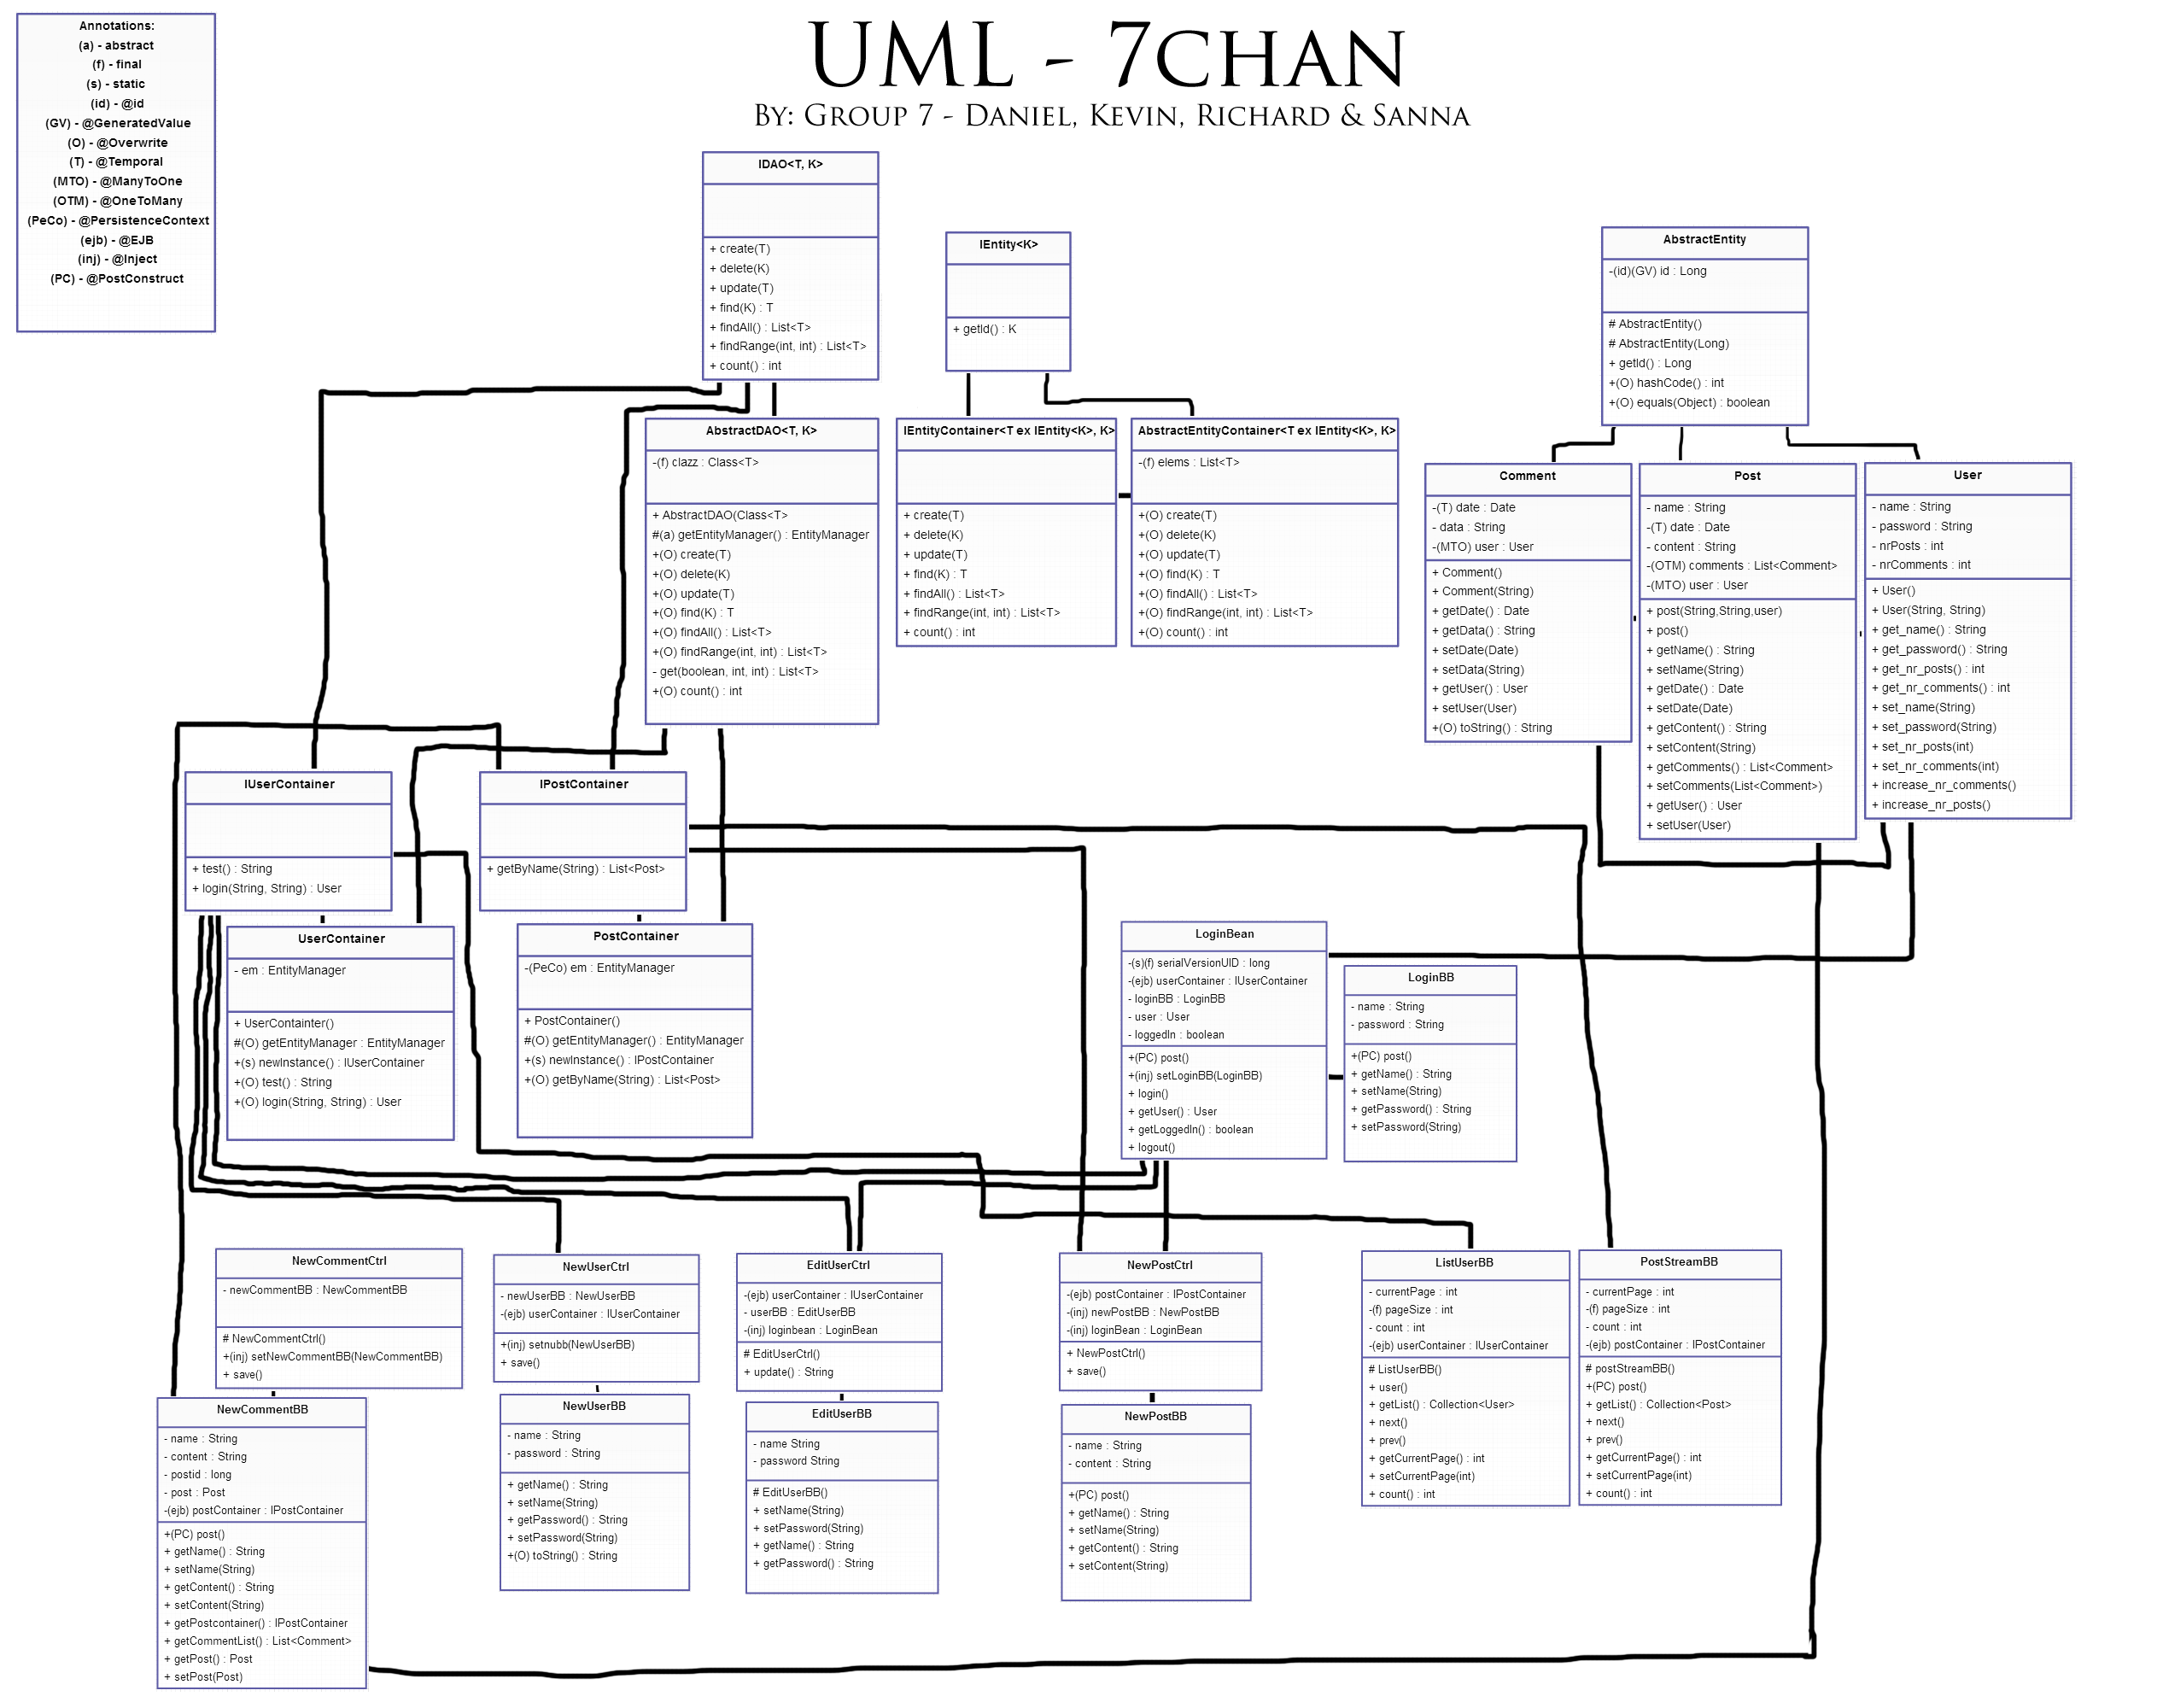 UML - 7chan
By: Group 7 - Daniel, Kevin, Richard & Sanna
Annotations:
(a) - abstract
(f) - final
(s) - static
(id) - @id
(GV) - @GeneratedValue
(O) - @Overwrite
(T) - @Temporal
(MTO) - @ManyToOne
(OTM) - @OneToMany
(PeCo) - @PersistenceContext
(ejb) - @EJB
(inj) - @Inject
(PC) - @PostConstruct
IDAO<T, K>
+ create(T)
+ delete(K)
+ update(T)
+ find(K) : T
+ findAll() : List<T>
+ findRange(int, int) : List<T>
+ count() : int
IEntity<K>
+ getId() : K
AbstractEntity
-(id)(GV) id : Long
# AbstractEntity()
# AbstractEntity(Long)
+ getId() : Long
+(O) hashCode() : int
+(O) equals(Object) : boolean
AbstractDAO<T, K>
-(f) clazz : Class<T>
+ AbstractDAO(Class<T>
#(a) getEntityManager() : EntityManager
+(O) create(T)
+(O) delete(K)
+(O) update(T)
+(O) find(K) : T
+(O) findAll() : List<T>
+(O) findRange(int, int) : List<T>
- get(boolean, int, int) : List<T>
+(O) count() : int
IEntityContainer<T ex IEntity<K>, K>
+ create(T)
+ delete(K)
+ update(T)
+ find(K) : T
+ findAll() : List<T>
+ findRange(int, int) : List<T>
+ count() : int
AbstractEntityContainer<T ex IEntity<K>, K>
-(f) elems : List<T>
+(O) create(T)
+(O) delete(K)
+(O) update(T)
+(O) find(K) : T
+(O) findAll() : List<T>
+(O) findRange(int, int) : List<T>
+(O) count() : int
Comment
-(T) date : Date
- data : String
-(MTO) user : User
+ Comment()
+ Comment(String)
+ getDate() : Date
+ getData() : String
+ setDate(Date)
+ setData(String)
+ getUser() : User
+ setUser(User)
+(O) toString() : String
Post
- name : String
-(T) date : Date
- content : String
-(OTM) comments : List<Comment>
-(MTO) user : User
+ post(String,String,user)
+ post()
+ getName() : String
+ setName(String)
+ getDate() : Date
+ setDate(Date)
+ getContent() : String
+ setContent(String)
+ getComments() : List<Comment>
+ setComments(List<Comment>)
+ getUser() : User
+ setUser(User)
User
- name : String
- password : String
- nrPosts : int
- nrComments : int
+ User()
+ User(String, String)
+ get_name() : String
+ get_password() : String
+ get_nr_posts() : int
+ get_nr_comments() : int
+ set_name(String)
+ set_password(String)
+ set_nr_posts(int)
+ set_nr_comments(int)
+ increase_nr_comments()
+ increase_nr_posts()
IUserContainer
+ test() : String
+ login(String, String) : User
IPostContainer
+ getByName(String) : List<Post>
UserContainer
- em : EntityManager
+ UserContainter()
#(O) getEntityManager : EntityManager
+(s) newInstance() : IUserContainer
+(O) test() : String
+(O) login(String, String) : User
PostContainer
-(PeCo) em : EntityManager
+ PostContainer()
#(O) getEntityManager() : EntityManager
+(s) newInstance() : IPostContainer
+(O) getByName(String) : List<Post>
LoginBean
-(s)(f) serialVersionUID : long
-(ejb) userContainer : IUserContainer
- loginBB : LoginBB
- user : User
- loggedIn : boolean
+(PC) post()
+(inj) setLoginBB(LoginBB)
+ login()
+ getUser() : User
+ getLoggedIn() : boolean
+ logout()
LoginBB
- name : String
- password : String
+(PC) post()
+ getName() : String
+ setName(String)
+ getPassword() : String
+ setPassword(String)
NewCommentCtrl
- newCommentBB : NewCommentBB
# NewCommentCtrl()
+(inj) setNewCommentBB(NewCommentBB)
+ save()
NewUserCtrl
- newUserBB : NewUserBB
-(ejb) userContainer : IUserContainer
+(inj) setnubb(NewUserBB)
+ save()
EditUserCtrl
-(ejb) userContainer : IUserContainer
- userBB : EditUserBB
-(inj) loginbean : LoginBean
# EditUserCtrl()
+ update() : String
NewPostCtrl
-(ejb) postContainer : IPostContainer
-(inj) newPostBB : NewPostBB
-(inj) loginBean : LoginBean
+ NewPostCtrl()
+ save()
ListUserBB
- currentPage : int
-(f) pageSize : int
- count : int
-(ejb) userContainer : IUserContainer
# ListUserBB()
+ user()
+ getList() : Collection<User>
+ next()
+ prev()
+ getCurrentPage() : int
+ setCurrentPage(int)
+ count() : int
PostStreamBB
- currentPage : int
-(f) pageSize : int
- count : int
-(ejb) postContainer : IPostContainer
# postStreamBB()
+(PC) post()
+ getList() : Collection<Post>
+ next()
+ prev()
+ getCurrentPage() : int
+ setCurrentPage(int)
+ count() : int
NewCommentBB
- name : String
- content : String
- postid : long
- post : Post
-(ejb) postContainer : IPostContainer
+(PC) post()
+ getName() : String
+ setName(String)
+ getContent() : String
+ setContent(String)
+ getPostcontainer() : IPostContainer
+ getCommentList() : List<Comment>
+ getPost() : Post
+ setPost(Post)
NewUserBB
- name : String
- password : String
+ getName() : String
+ setName(String)
+ getPassword() : String
+ setPassword(String)
+(O) toString() : String
EditUserBB
- name String
- password String
# EditUserBB()
+ setName(String)
+ setPassword(String)
+ getName() : String
+ getPassword() : String
NewPostBB
- name : String
- content : String
+(PC) post()
+ getName() : String
+ setName(String)
+ getContent() : String
+ setContent(String)